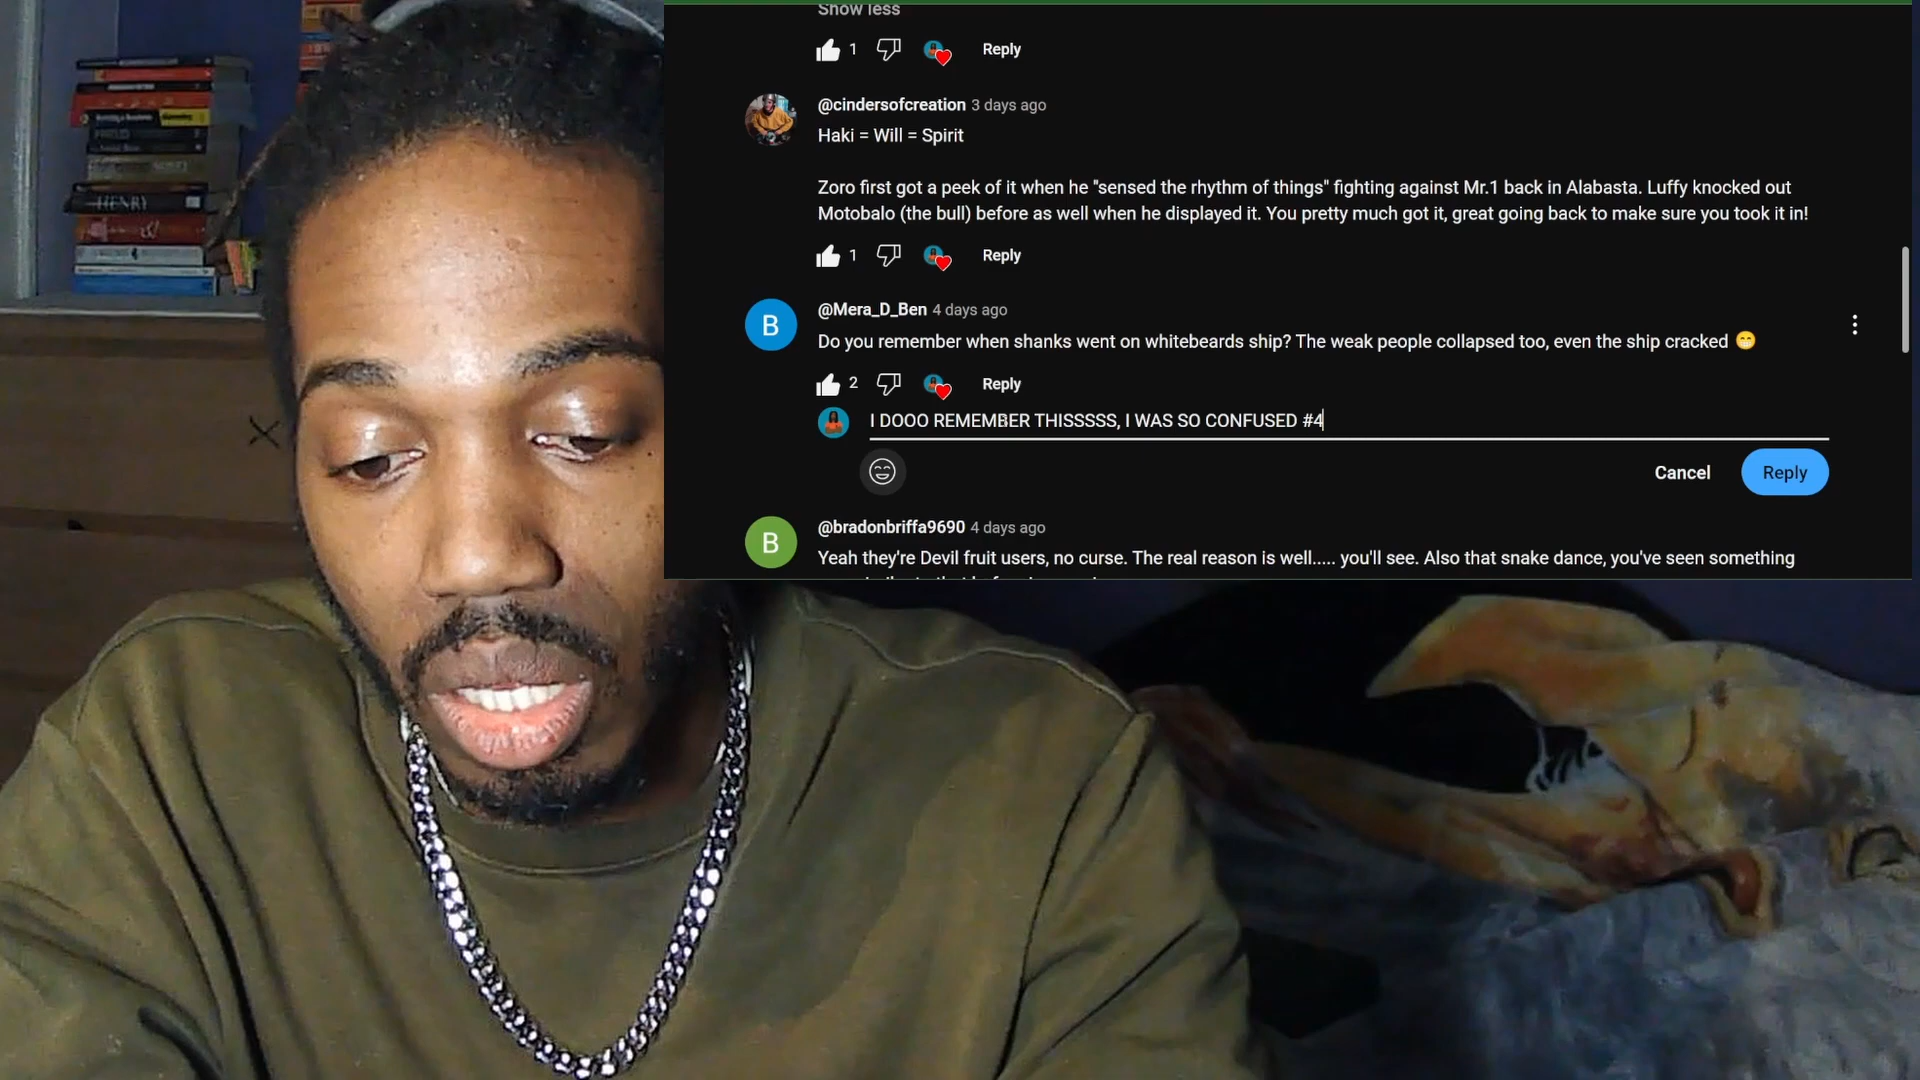 Show less
1 Reply
@cindersofcreation 3 days ago
Haki = Will = Spirit
Zoro first got a peek of it when he "sensed the rhythm of things" fighting against Mr.1 back in Alabasta. Luffy knocked out
Motobalo (the bull) before as well when he displayed it. You pretty much got it, great going back to make sure you took it in!
1 Reply
B
@Mera_D_Ben 4 days ago
Do you remember when shanks went on whitebeards ship? The weak people collapsed too, even the ship cracked 😁
2 Reply
I DOOO REMEMBER THISSSSS, I WAS SO CONFUSED #4
Cancel Reply
B
@bradonbriffa9690 4 days ago
Yeah they're Devil fruit users, no curse. The real reason is well..... you'll see. Also that snake dance, you've seen something
HENRY